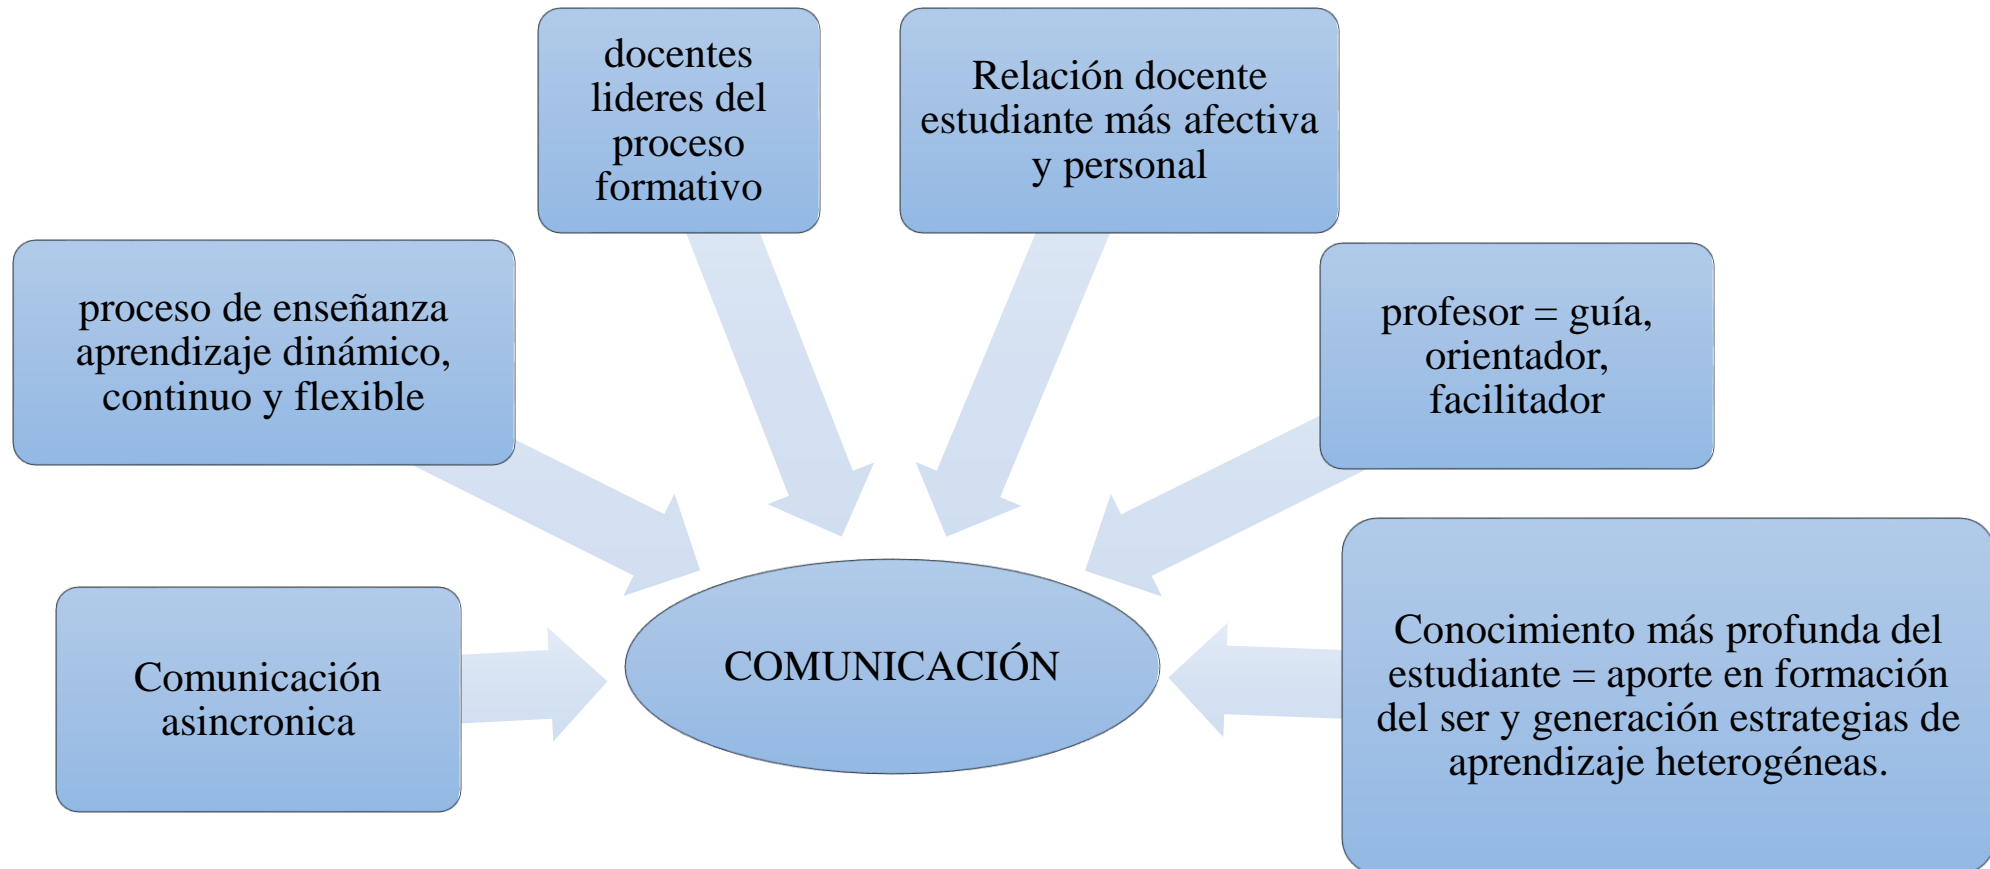 docentes
lideres del
proceso
formativo
Relación docente
estudiante más afectiva
y personal
proceso de enseñanza
aprendizaje dinámico,
continuo y flexible
profesor = guía,
orientador,
facilitador
Comunicación
asincronica
COMUNICACIÓN
Conocimiento más profunda del
estudiante = aporte en formación
del ser y generación estrategias de
aprendizaje heterogéneas.